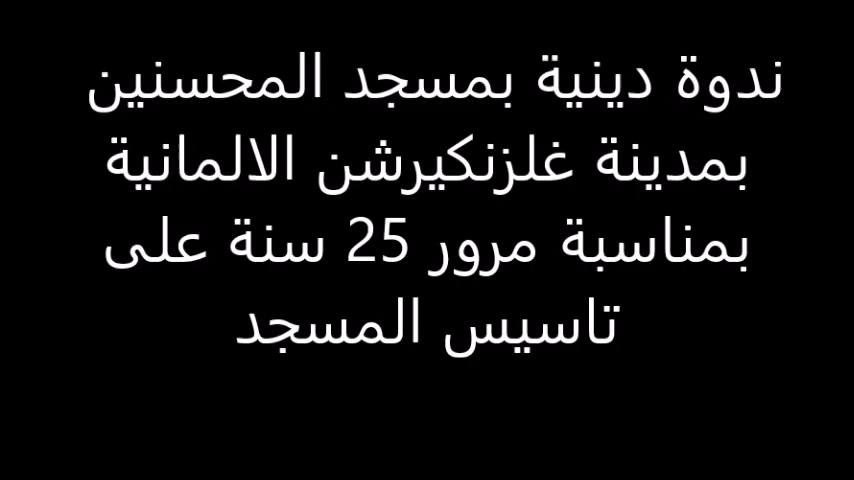 ندوة دينية بمسجد المحسنين
بمدينة غلزنكيرشن الالمانية
بمناسبة مرور 25 سنة على
تاسيس المسجد